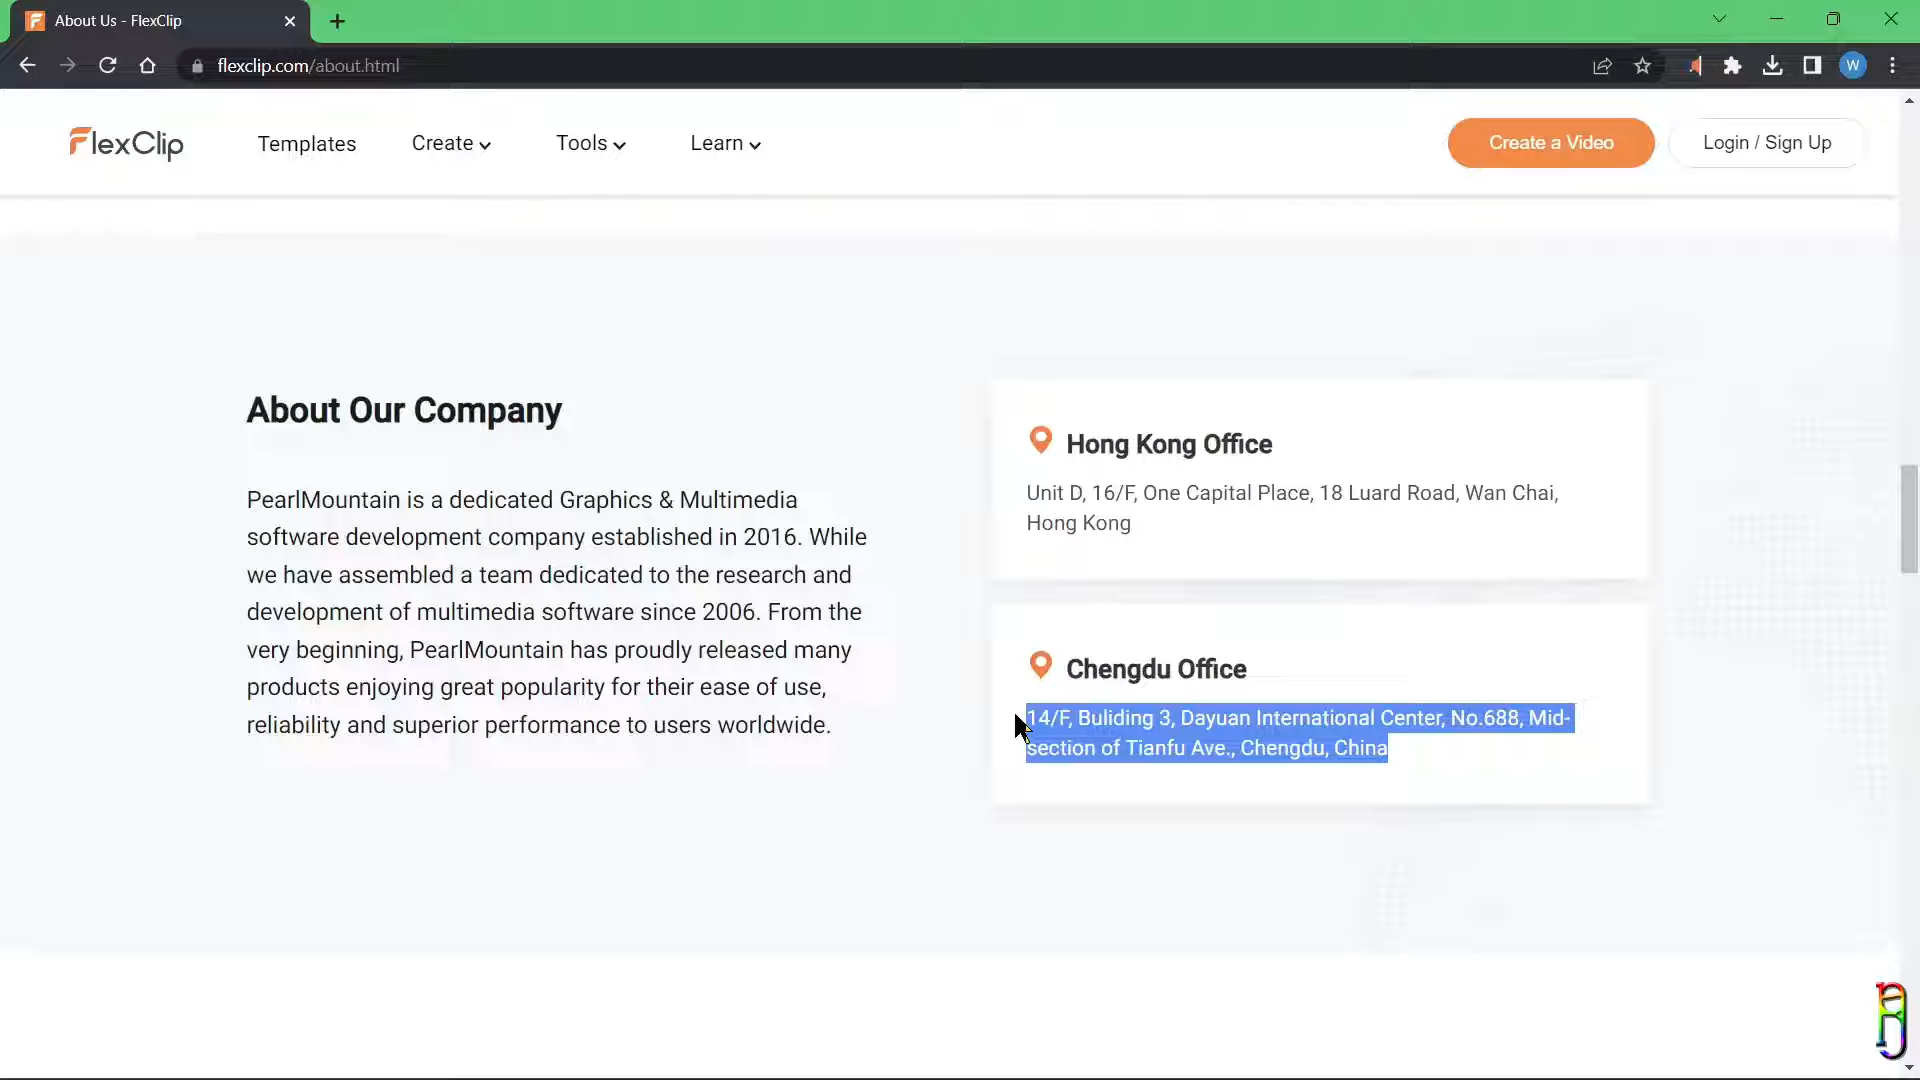 About Us - FlexClip
flexclip.com/about.html
W
FlexClip
Templates
Create
Tools
Learn
Create a Video
Login / Sign Up
About Our Company
PearlMountain is a dedicated Graphics & Multimedia
software development company established in 2016. While
we have assembled a team dedicated to the research and
development of multimedia software since 2006. From the
very beginning, PearlMountain has proudly released many
products enjoying great popularity for their ease of use,
reliability and superior performance to users worldwide.
Hong Kong Office
Unit D, 16/F, One Capital Place, 18 Luard Road, Wan Chai,
Hong Kong
Chengdu Office
14/F, Buliding 3, Dayuan International Center, No.688, Mid-
section of Tianfu Ave., Chengdu, China